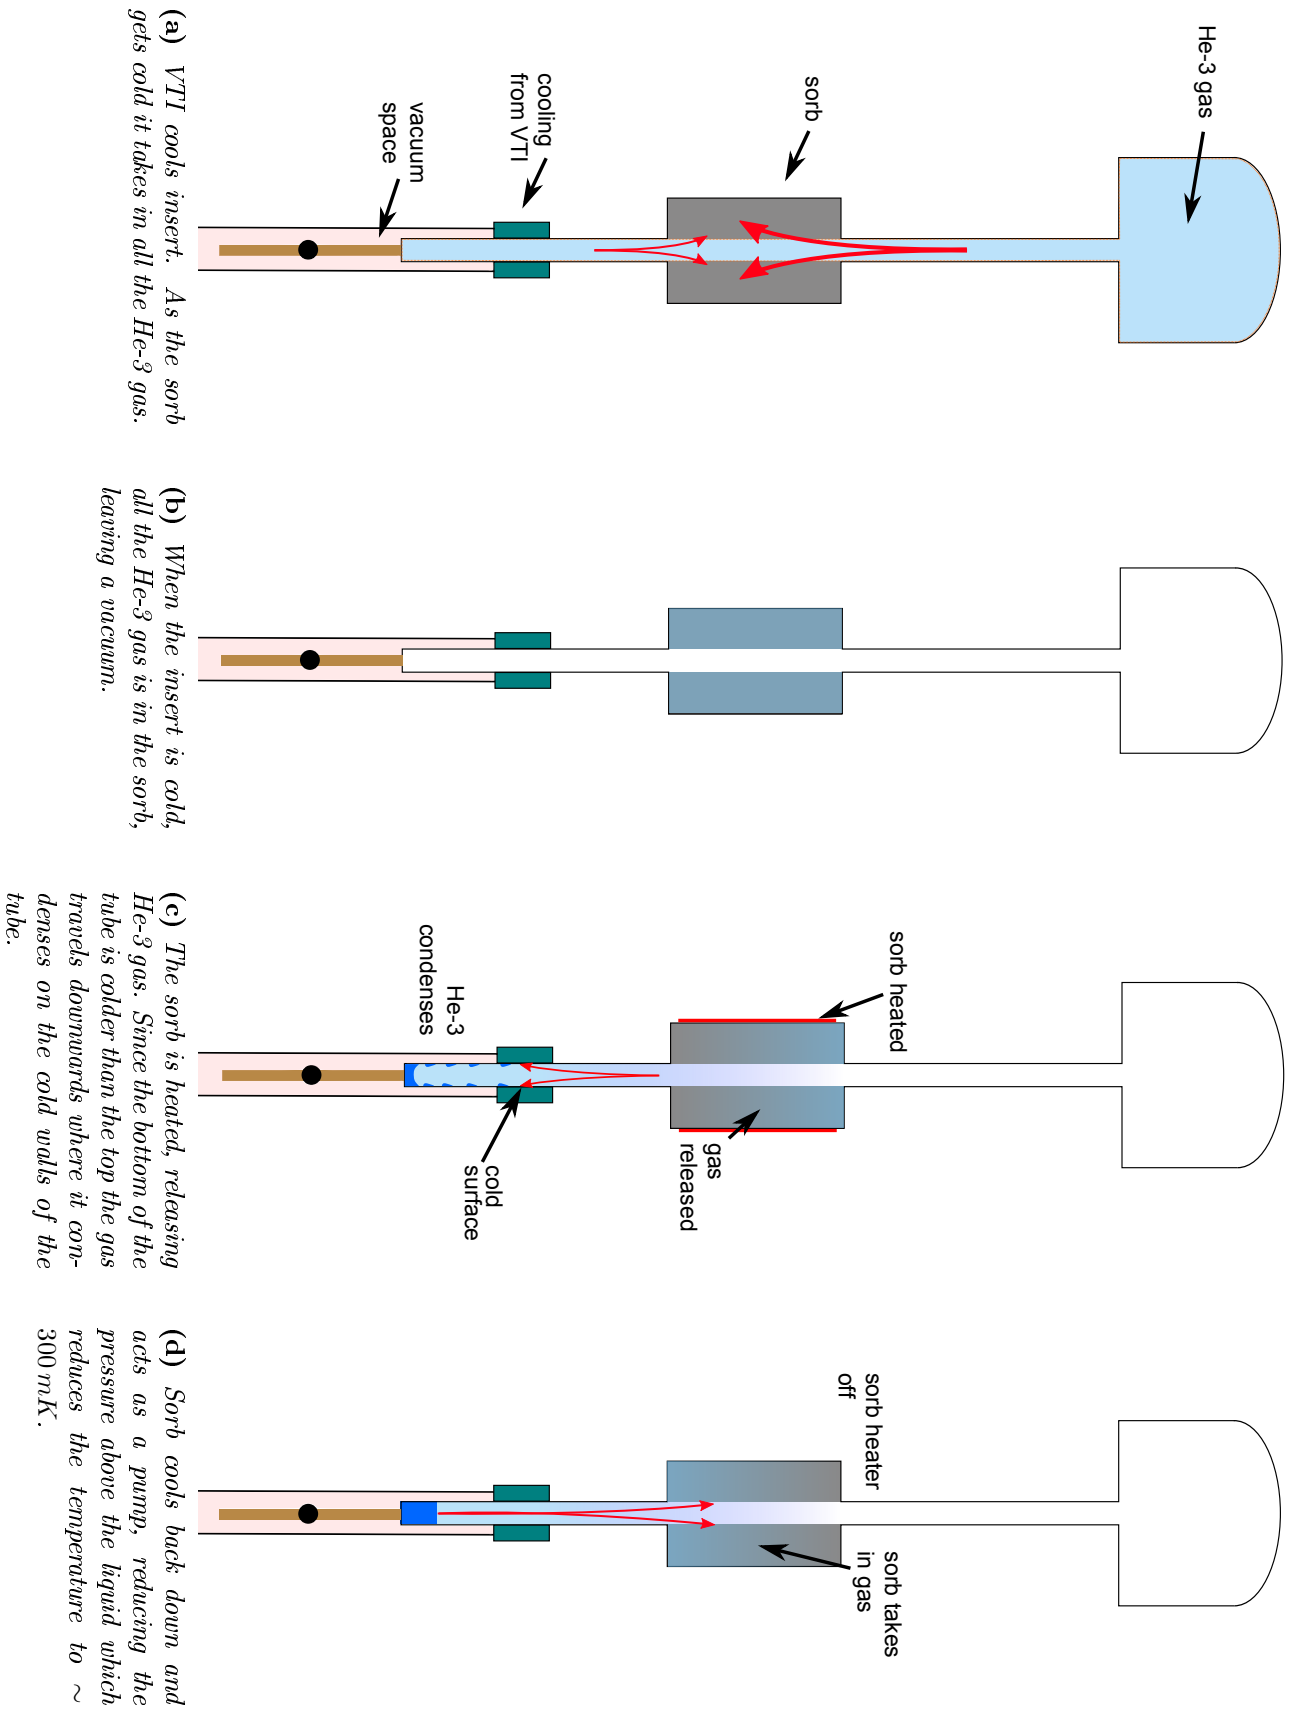 He-3 gas
sorb
cooling
from VTI
vacuum
space
(a) VTI cools insert. As the sorb
gets cold it takes in all the He-3 gas.
(b) When the insert is cold,
all the He-3 gas is in the sorb,
leaving a vacuum.
sorb heated
gas
released
He-3
condenses
cold
surface
(c) The sorb is heated, releasing
He-3 gas. Since the bottom of the
tube is colder than the top the gas
travels downwards where it con-
denses on the cold walls of the
tube.
sorb heater
off
sorb takes
in gas
(d) Sorb cools back down and
acts as a pump, reducing the
pressure above the liquid which
reduces the temperature to ∼
300 mK.